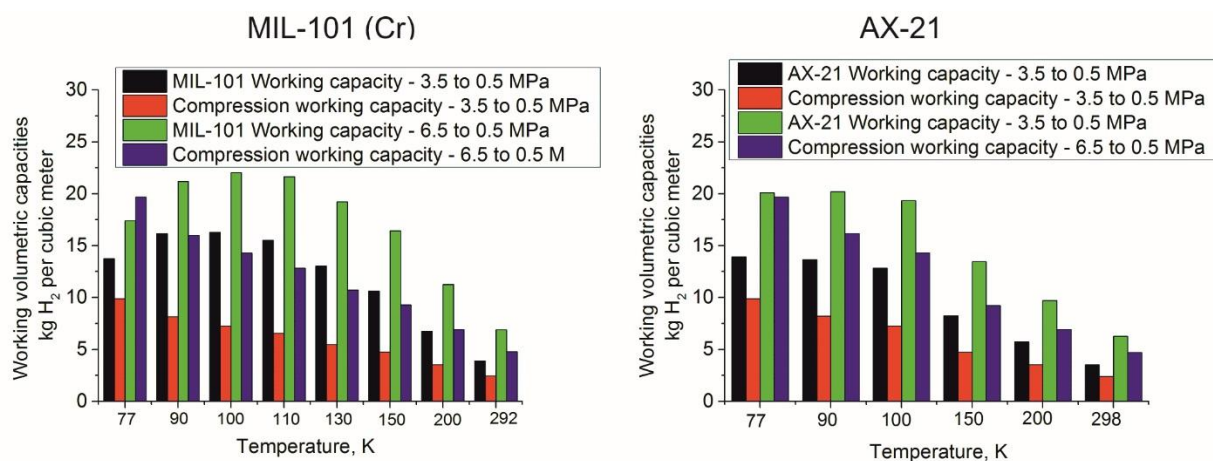 MIL-101 (Cr)
MIL-101 Working capacity - 3.5 to 0.5 MPa
Compression working capacity - 3.5 to 0.5 MPa
MIL-101 Working capacity - 6.5 to 0.5 MPa
Compression working capacity - 6.5 to 0.5 M
Working volumetric capacities
kg H₂ per cubic meter
30
25
20
15
10
5
0
77 90 100 110 130 150 200 292
Temperature, K
AX-21
AX-21 Working capacity - 3.5 to 0.5 MPa
Compression working capacity - 3.5 to 0.5 MPa
AX-21 Working capacity - 3.5 to 0.5 MPa
Compression working capacity - 6.5 to 0.5 MPa
Working volumetric capacities
kg H₂ per cubic meter
30
25
20
15
10
5
0
77 90 100 150 200 298
Temperature, K